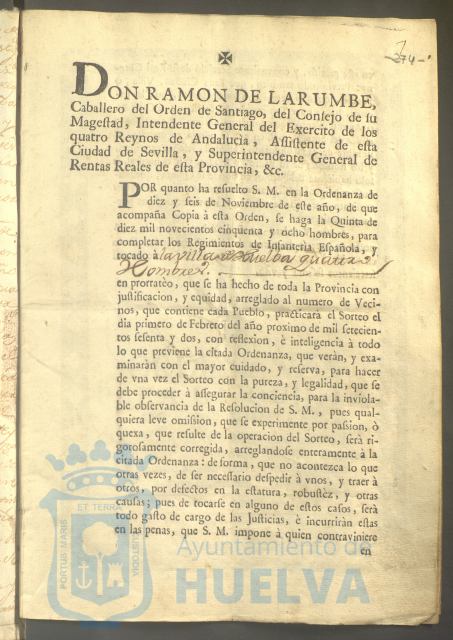 274
DON RAMON DE LARUMBE,
Caballero del Orden de Santiago, del Consejo de su
Magestad, Intendente General del Exercito de los
quatro Reynos de Andalucìa, Assistente de esta
Ciudad de Sevilla, y Superintendente General de
Rentas Reales de esta Provincia, &c.
POR quanto ha resuelto S. M. en la Ordenanza de
diez y seis de Noviembre de este año, de que
acompaña Copia à esta Orden, se haga la Quinta de
diez mil novecientos cinquenta y ocho hombres, para
completar los Regimientos de Infanterìa Española, y
tocado à la villa de Huelba quatro
Hombres
en prorratèo, que se ha hecho de toda la Provincia con
justificacion, y equidad, arreglado al numero de Veci-
nos, que contiene cada Pueblo, practicarà el Sorteo el
dia primero de Febrero del año proximo de mil setecien-
tos sesenta y dos, con reflexion, è inteligencia à todo
lo que previene la citada Ordenanza, que veràn, y exa-
minaràn con el mayor cuidado, y reserva, para hacer
de vna vez el Sorteo con la pureza, y legalidad, que se
debe proceder à assegurar la conciencia, para la inviola-
ble observancia de la Resolucion de S. M., pues qual-
quiera leve omission, que se experimente por passion, ò
quexa, que resulte de la operacion del Sorteo, serà ri-
gorosamente corregida, arreglandose enteramente à la
citada Ordenanza: de forma, que no acontezca lo que
otras vezes, de ser necessario despedir à vnos, y traer à
otros, por defectos en la estatura, robustèz, y otras
causas; pues de tocarse en alguno de estos casos, serà
todo gasto de cargo de las Justicias, è incurriràn estas
en las penas, que S. M. impone à quien contraviniere
en
ET TERRA
PORTUS MARIS
CUSTODIA
Ayuntamiento de
HUELVA